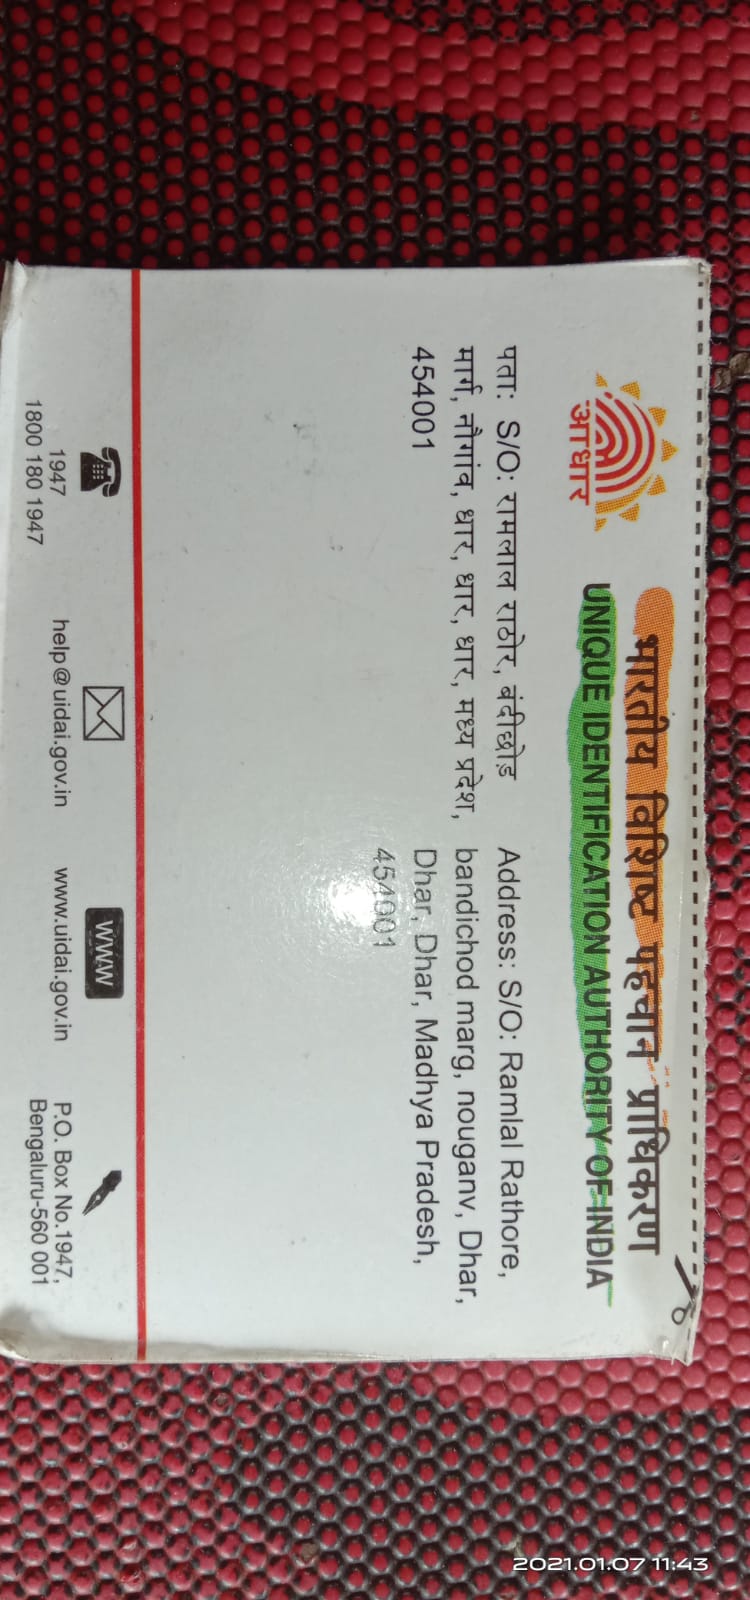 आधार
भारतीय विशिष्ट पहचान प्राधिकरण
UNIQUE IDENTIFICATION AUTHORITY OF INDIA
पता: S/O: रामलाल राठोर, बंदीछोड़
मार्ग, नौगांव, धार, धार, धार, मध्य प्रदेश,
454001
Address: S/O: Ramlal Rathore,
bandichod marg, nouganv, Dhar,
Dhar, Dhar, Madhya Pradesh,
454001
1947
1800 180 1947
help@uidai.gov.in
WWW
www.uidai.gov.in
P.O. Box No.1947,
Bengaluru-560 001
2021.01.07 11:43